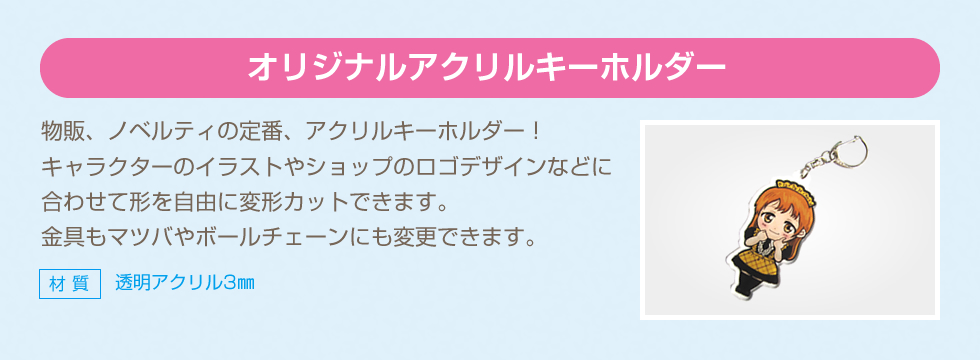 オリジナルアクリルキーホルダー
物販、ノベルティの定番、アクリルキーホルダー！
キャラクターのイラストやショップのロゴデザインなどに
合わせて形を自由に変形カットできます。
金具もマツバやボールチェーンにも変更できます。
材 質 透明アクリル3㎜